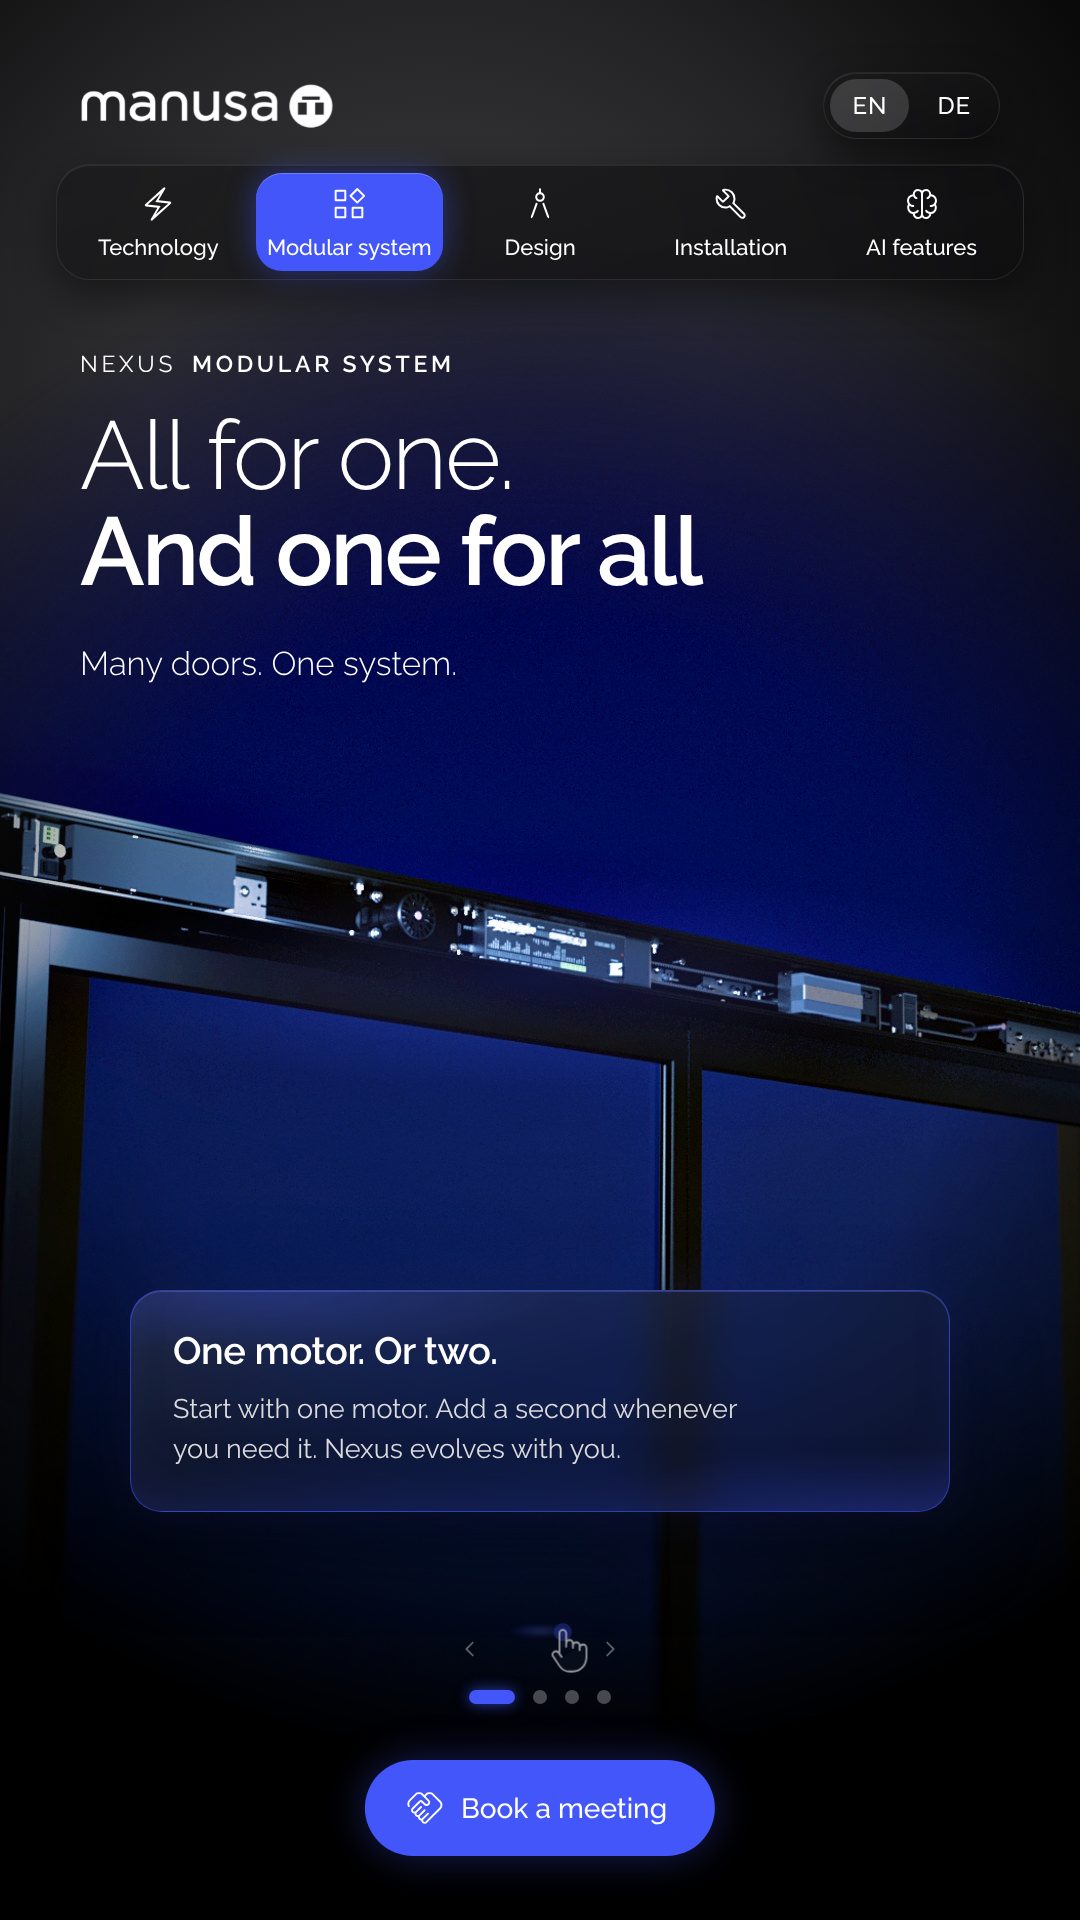 manusa
EN DE
Technology Modular system Design Installation AI features
NEXUS MODULAR SYSTEM
All for one.
And one for all
Many doors. One system.
One motor. Or two.
Start with one motor. Add a second whenever
you need it. Nexus evolves with you.
Book a meeting